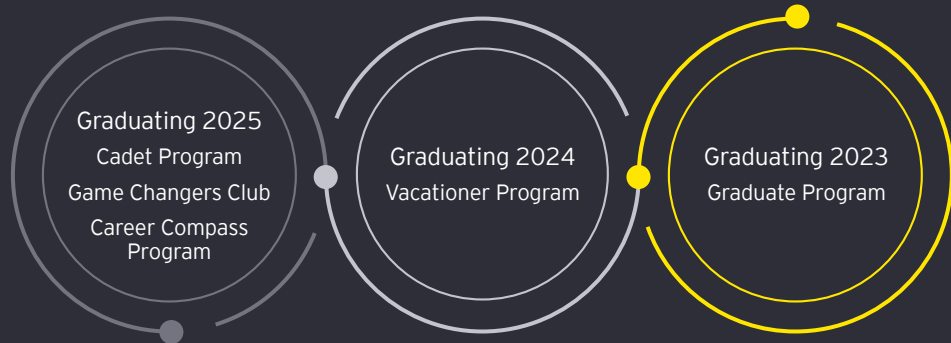 Graduating 2025
Cadet Program
Game Changers Club
Career Compass
Program
Graduating 2024
Vacationer Program
Graduating 2023
Graduate Program